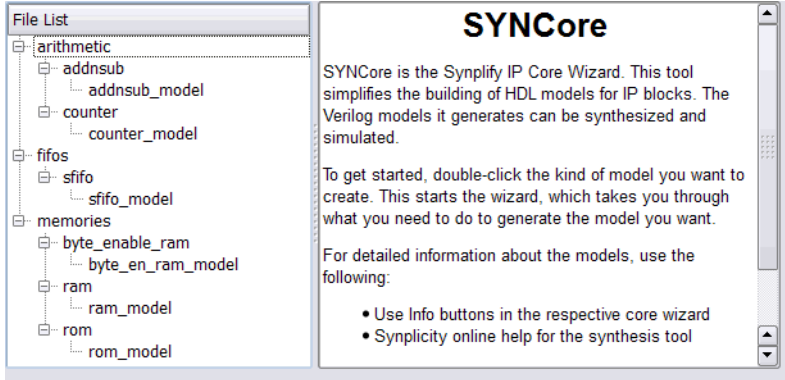 File List
arithmetic
addnsub
addnsub_model
counter
counter_model
fifos
sfifo
sfifo_model
memories
byte_enable_ram
byte_en_ram_model
ram
ram_model
rom
rom_model
SYNCore
SYNCore is the Synplify IP Core Wizard. This tool
simplifies the building of HDL models for IP blocks. The
Verilog models it generates can be synthesized and
simulated.
To get started, double-click the kind of model you want to
create. This starts the wizard, which takes you through
what you need to do to generate the model you want.
For detailed information about the models, use the
following:
• Use Info buttons in the respective core wizard
• Synplicity online help for the synthesis tool